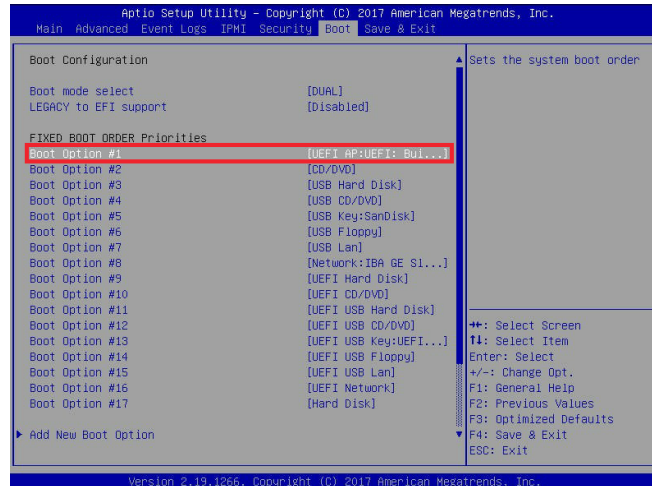 Aptio Setup Utility – Copyright (C) 2017 American Megatrends, Inc.
Main Advanced Event Logs IPMI Security Boot Save & Exit
Boot Configuration
Boot mode select [DUAL]
LEGACY to EFI support [Disabled]
FIXED BOOT ORDER Priorities
Boot Option #1 [UEFI AP:UEFI: Bui...]
Boot Option #2 [CD/DVD]
Boot Option #3 [USB Hard Disk]
Boot Option #4 [USB CD/DVD]
Boot Option #5 [USB Key:SanDisk]
Boot Option #6 [USB Floppy]
Boot Option #7 [USB Lan]
Boot Option #8 [Network:IBA GE Sl...]
Boot Option #9 [UEFI Hard Disk]
Boot Option #10 [UEFI CD/DVD]
Boot Option #11 [UEFI USB Hard Disk]
Boot Option #12 [UEFI USB CD/DVD]
Boot Option #13 [UEFI USB Key:UEFI...]
Boot Option #14 [UEFI USB Floppy]
Boot Option #15 [UEFI USB Lan]
Boot Option #16 [UEFI Network]
Boot Option #17 [Hard Disk]
Add New Boot Option
Sets the system boot order
→←: Select Screen
↑↓: Select Item
Enter: Select
+/-: Change Opt.
F1: General Help
F2: Previous Values
F3: Optimized Defaults
F4: Save & Exit
ESC: Exit
Version 2.19.1266. Copyright (C) 2017 American Megatrends, Inc.